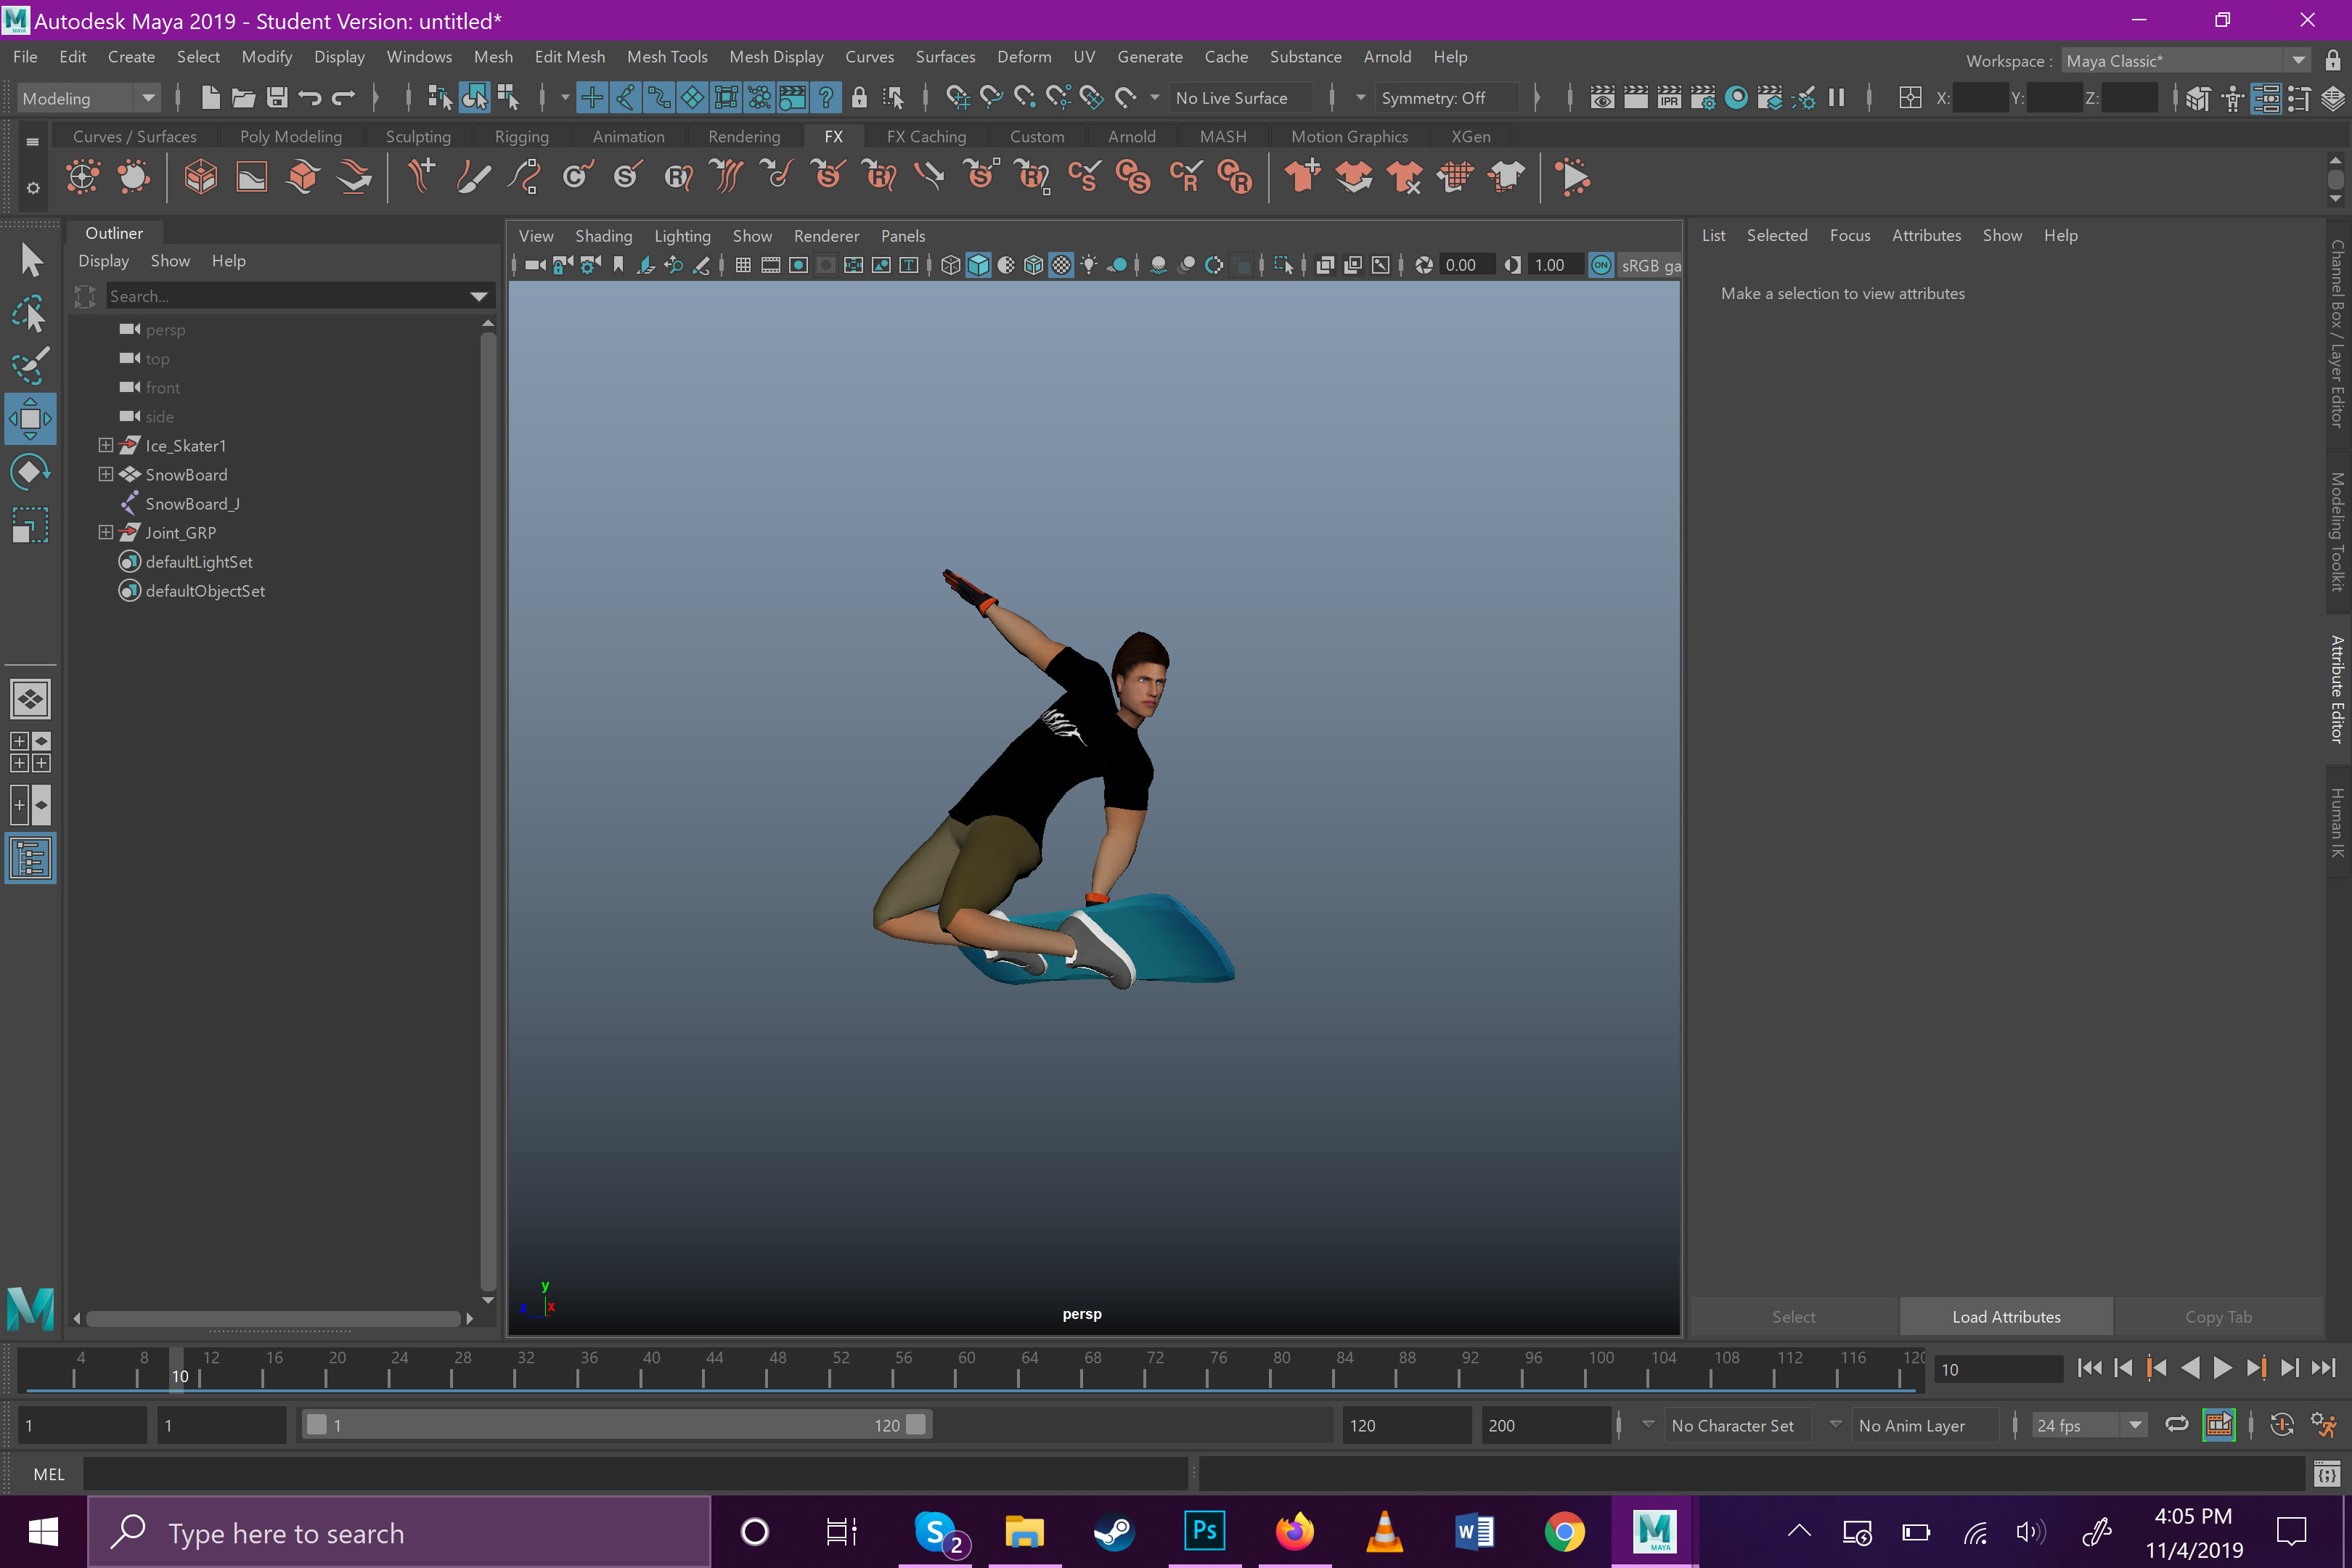 Autodesk Maya 2019 - Student Version: untitled*
File Edit Create Select Modify Display Windows Mesh Edit Mesh Mesh Tools Mesh Display Curves Surfaces Deform UV Generate Cache Substance Arnold Help
Workspace : Maya Classic*
Modeling
No Live Surface
Symmetry: Off
IPR
X: Y: Z:
Curves / Surfaces Poly Modeling Sculpting Rigging Animation Rendering FX FX Caching Custom Arnold MASH Motion Graphics XGen
Outliner
Display Show Help
Search...
persp
top
front
side
Ice_Skater1
SnowBoard
SnowBoard_J
Joint_GRP
defaultLightSet
defaultObjectSet
View Shading Lighting Show Renderer Panels
0.00 1.00 ON sRGB ga
y
z x
persp
List Selected Focus Attributes Show Help
Make a selection to view attributes
Select Load Attributes Copy Tab
Channel Box / Layer Editor
Modeling Toolkit
Attribute Editor
Human IK
4 8 12 16 20 24 28 32 36 40 44 48 52 56 60 64 68 72 76 80 84 88 92 96 100 104 108 112 116 120
10
10
1 1 1 120 120 200 No Character Set No Anim Layer 24 fps
MEL
Type here to search
S 2
Ps
W
M
MAYA
4:05 PM
11/4/2019